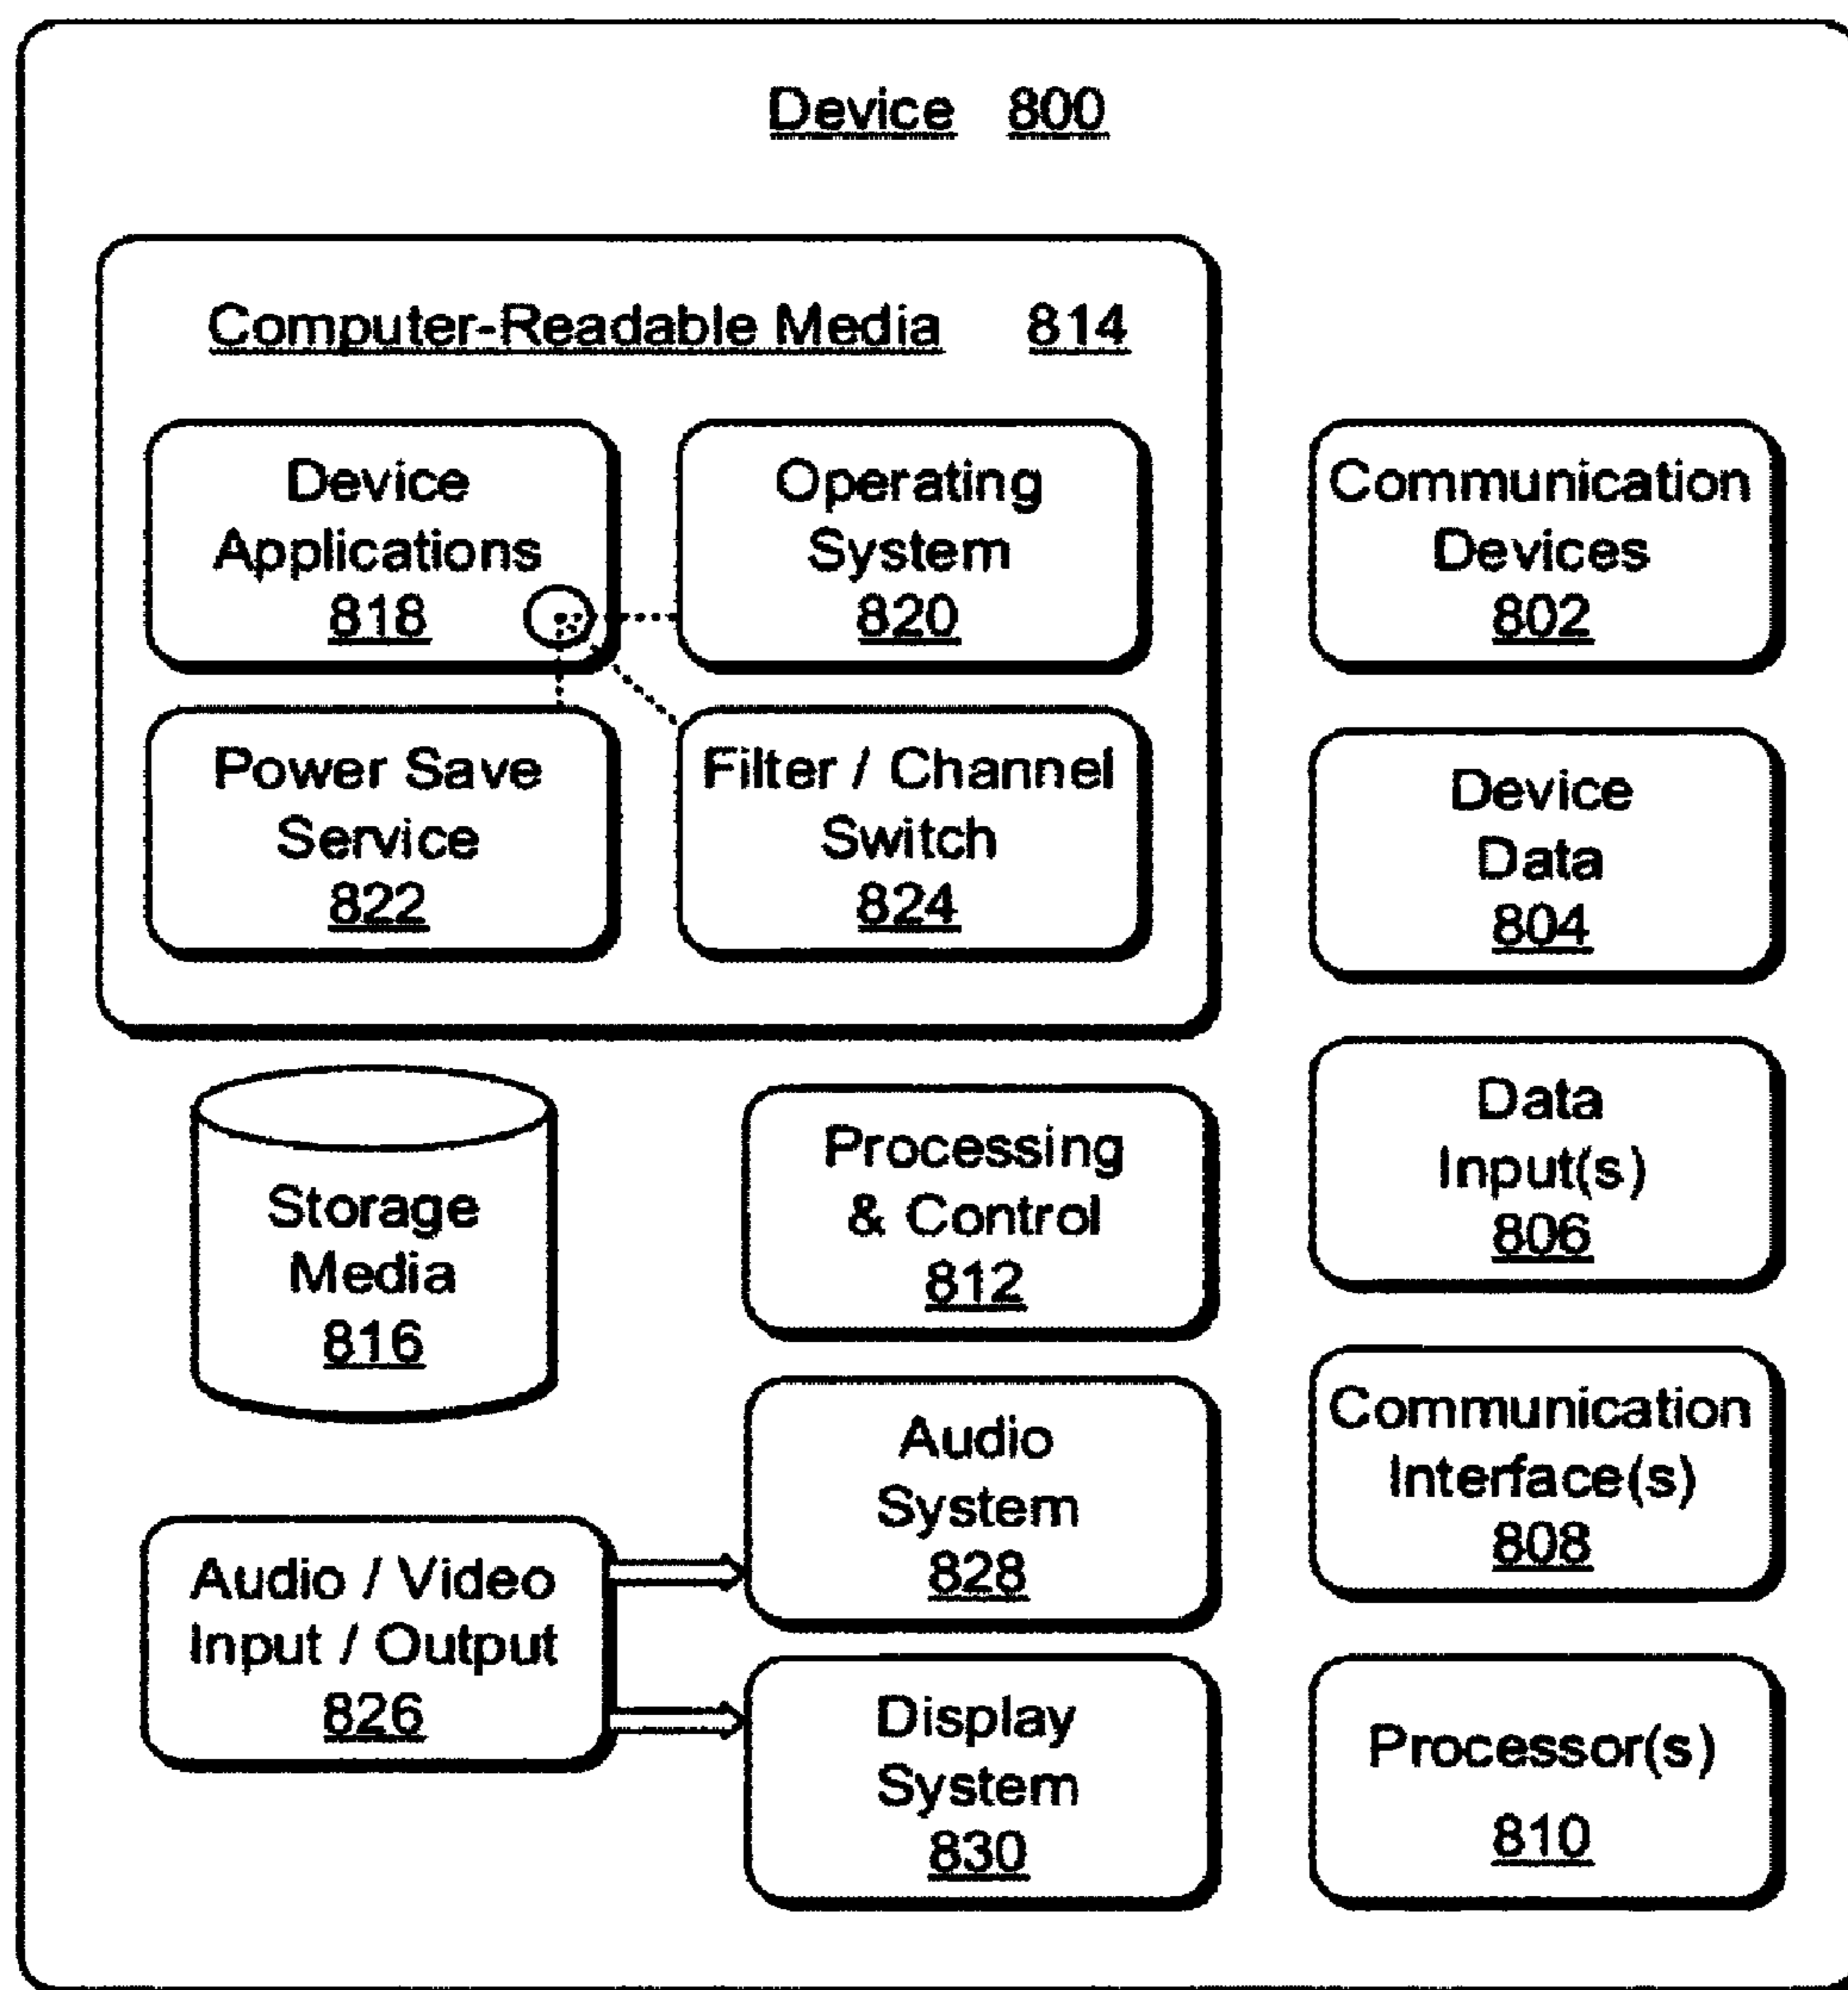 Device 800
Computer-Readable Media 814
Device
Applications
818
Operating
System
820
Power Save
Service
822
Filter / Channel
Switch
824
Storage
Media
816
Processing
& Control
812
Audio / Video
Input / Output
826
Audio
System
828
Display
System
830
Communication
Devices
802
Device
Data
804
Data
Input(s)
806
Communication
Interface(s)
808
Processor(s)
810